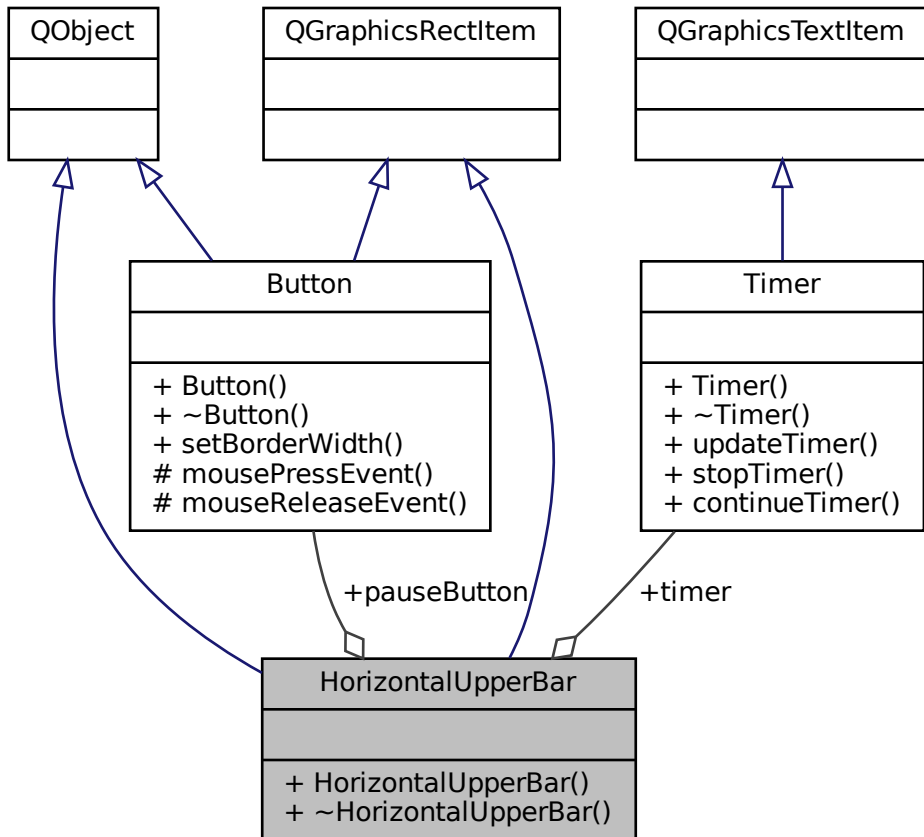 QObject
QGraphicsRectItem
QGraphicsTextItem
Button
+ Button()
+ ~Button()
+ setBorderWidth()
# mousePressEvent()
# mouseReleaseEvent()
Timer
+ Timer()
+ ~Timer()
+ updateTimer()
+ stopTimer()
+ continueTimer()
+pauseButton
+timer
HorizontalUpperBar
+ HorizontalUpperBar()
+ ~HorizontalUpperBar()